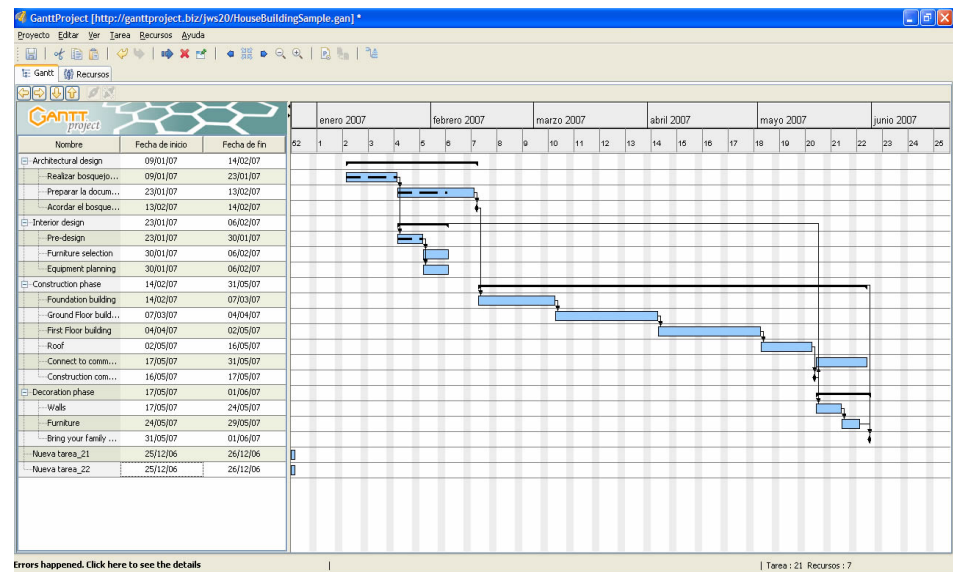 GanttProject [http://ganttproject.biz/jws20/HouseBuildingSample.gan] *
Proyecto Editar Ver Tarea Recursos Ayuda
Gantt Recursos
GANTT project
enero 2007 febrero 2007 marzo 2007 abril 2007 mayo 2007 junio 2007
Nombre Fecha de inicio Fecha de fin
52 1 2 3 4 5 6 7 8 9 10 11 12 13 14 15 16 17 18 19 20 21 22 23 24 25
Architectural design 09/01/07 14/02/07
Realizar bosquejo... 09/01/07 23/01/07
Preparar la docum... 23/01/07 13/02/07
Acordar el bosque... 13/02/07 14/02/07
Interior design 23/01/07 06/02/07
Pre-design 23/01/07 30/01/07
Furniture selection 30/01/07 06/02/07
Equipment planning 30/01/07 06/02/07
Construction phase 14/02/07 31/05/07
Foundation building 14/02/07 07/03/07
Ground Floor build... 07/03/07 04/04/07
First Floor building 04/04/07 02/05/07
Roof 02/05/07 16/05/07
Connect to comm... 17/05/07 31/05/07
Construction com... 16/05/07 17/05/07
Decoration phase 17/05/07 01/06/07
Walls 17/05/07 24/05/07
Furniture 24/05/07 29/05/07
Bring your family ... 31/05/07 01/06/07
Nueva tarea_21 25/12/06 26/12/06
Nueva tarea_22 25/12/06 26/12/06
Errors happened. Click here to see the details
Tarea : 21 Recursos : 7